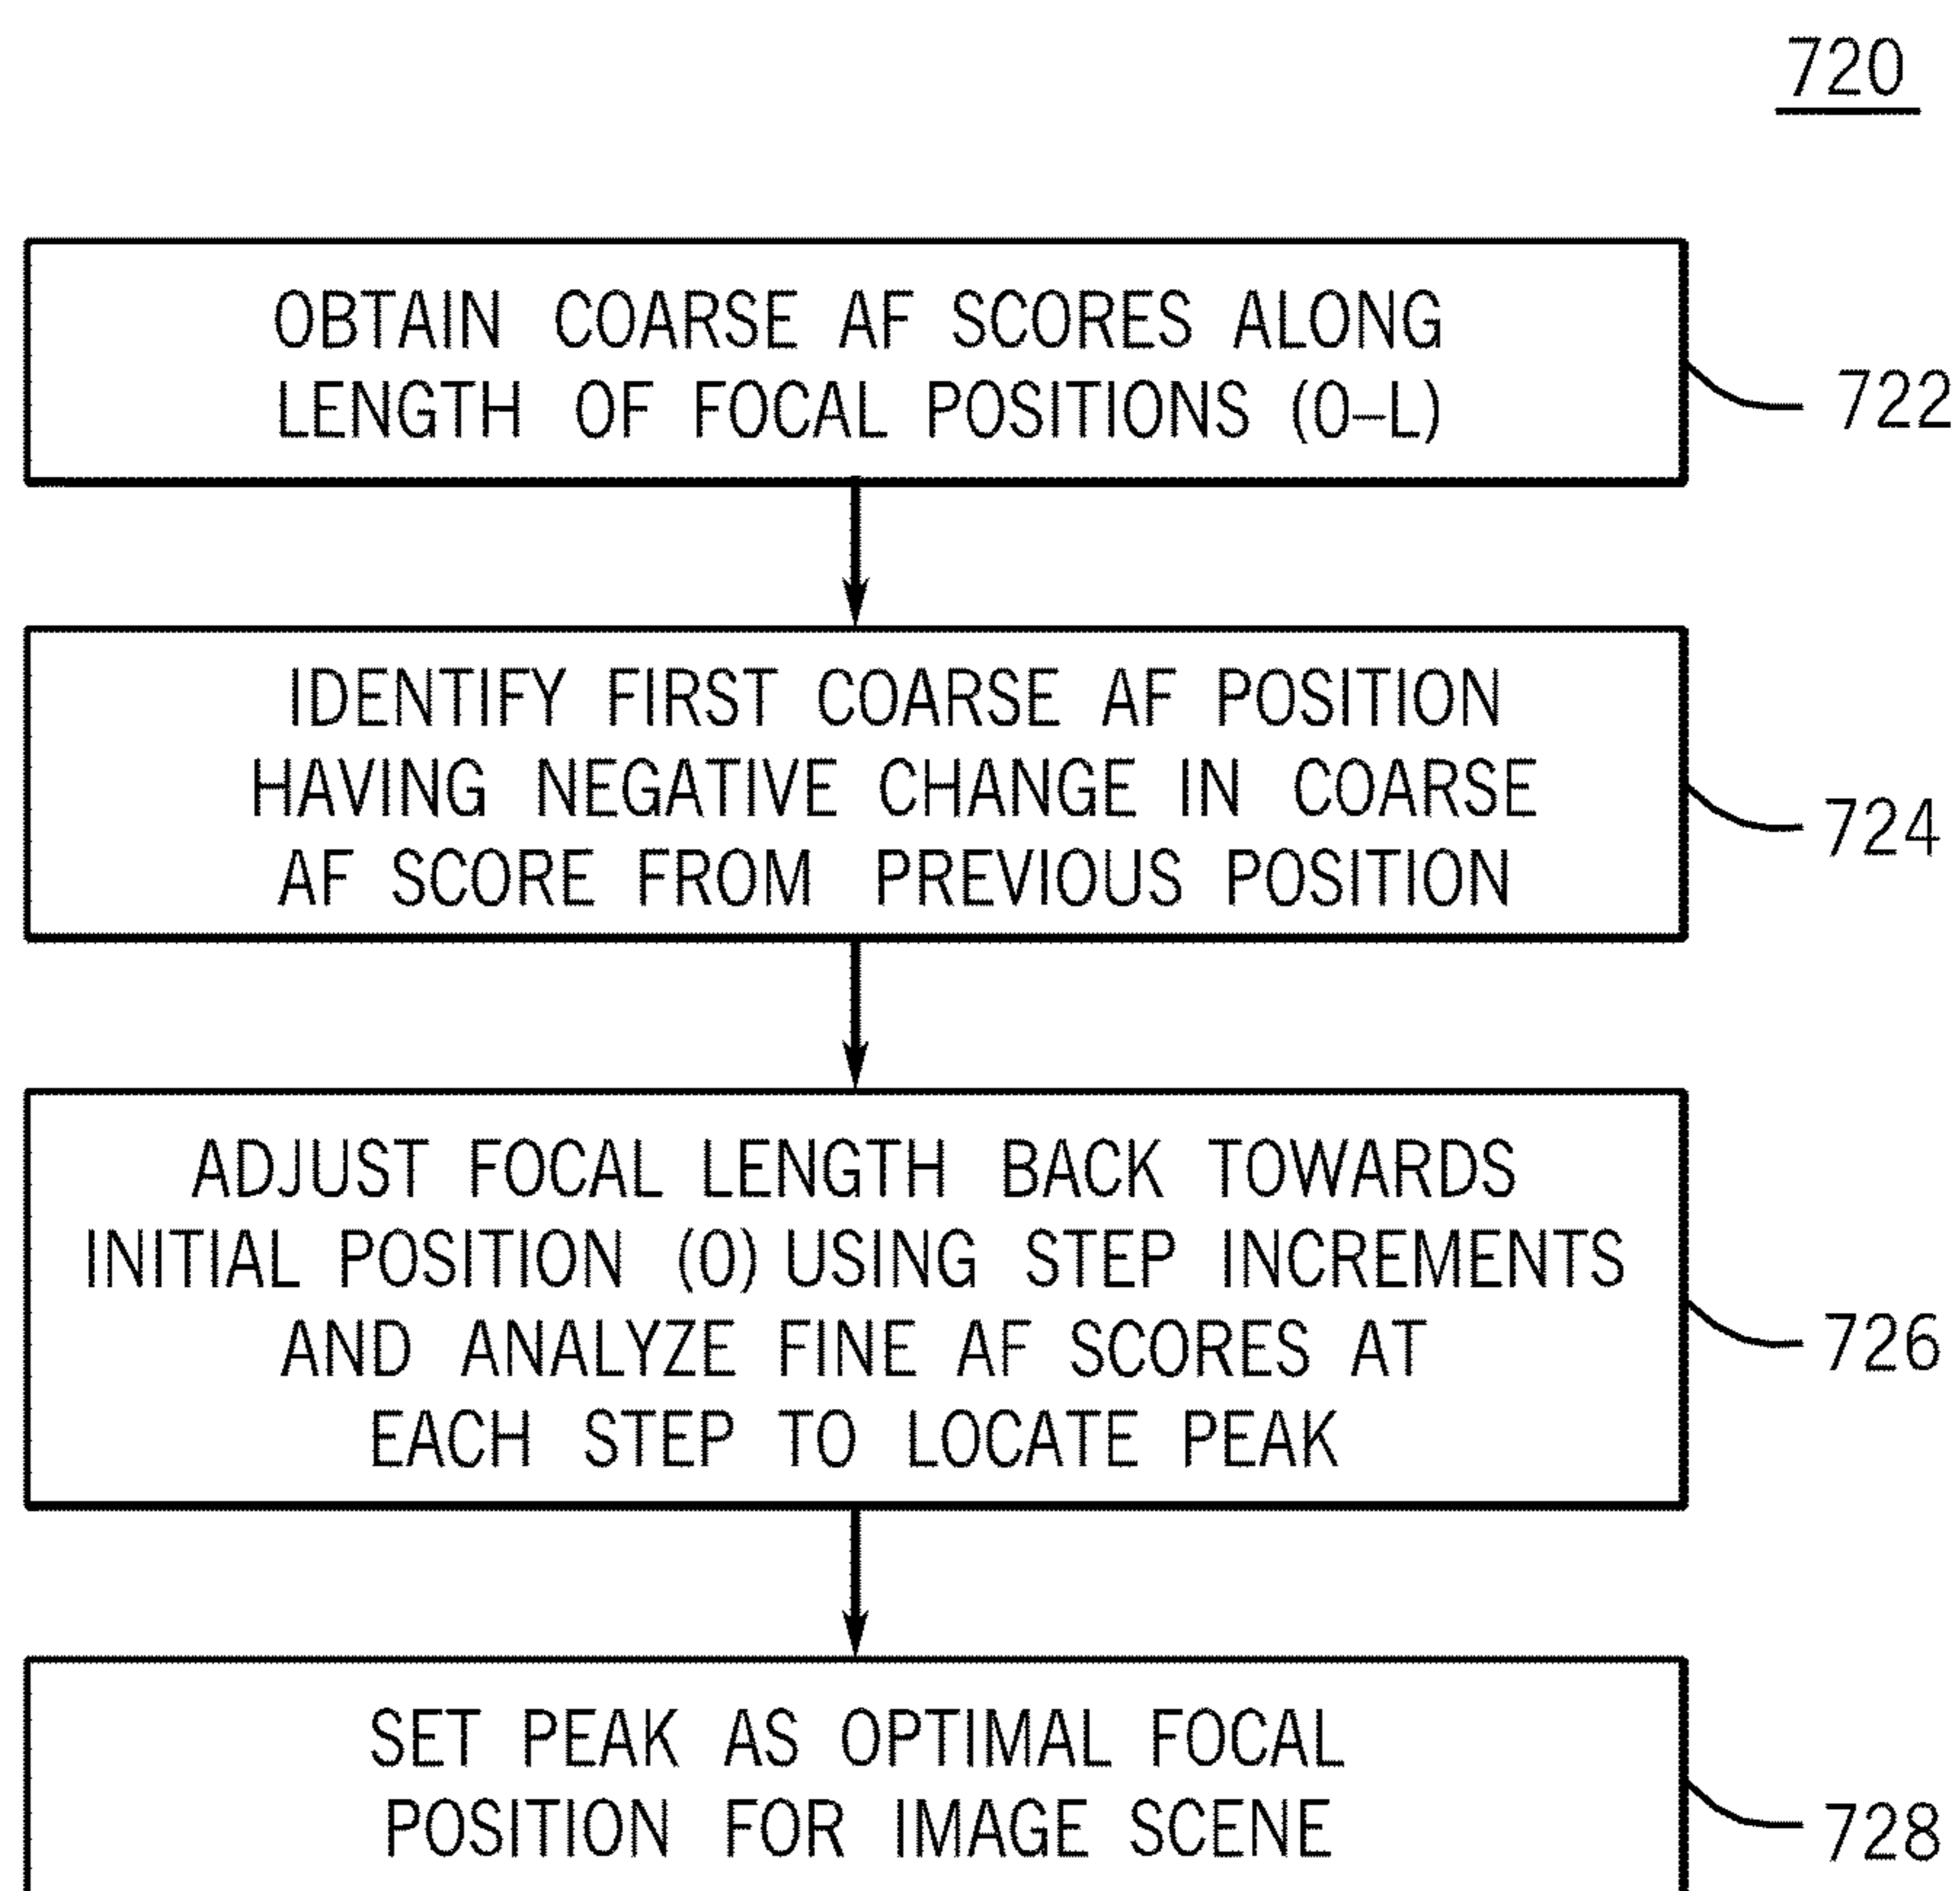 720
OBTAIN COARSE AF SCORES ALONG
LENGTH OF FOCAL POSITIONS (0–L)
722
IDENTIFY FIRST COARSE AF POSITION
HAVING NEGATIVE CHANGE IN COARSE
AF SCORE FROM PREVIOUS POSITION
724
ADJUST FOCAL LENGTH BACK TOWARDS
INITIAL POSITION (0) USING STEP INCREMENTS
AND ANALYZE FINE AF SCORES AT
EACH STEP TO LOCATE PEAK
726
SET PEAK AS OPTIMAL FOCAL
POSITION FOR IMAGE SCENE
728